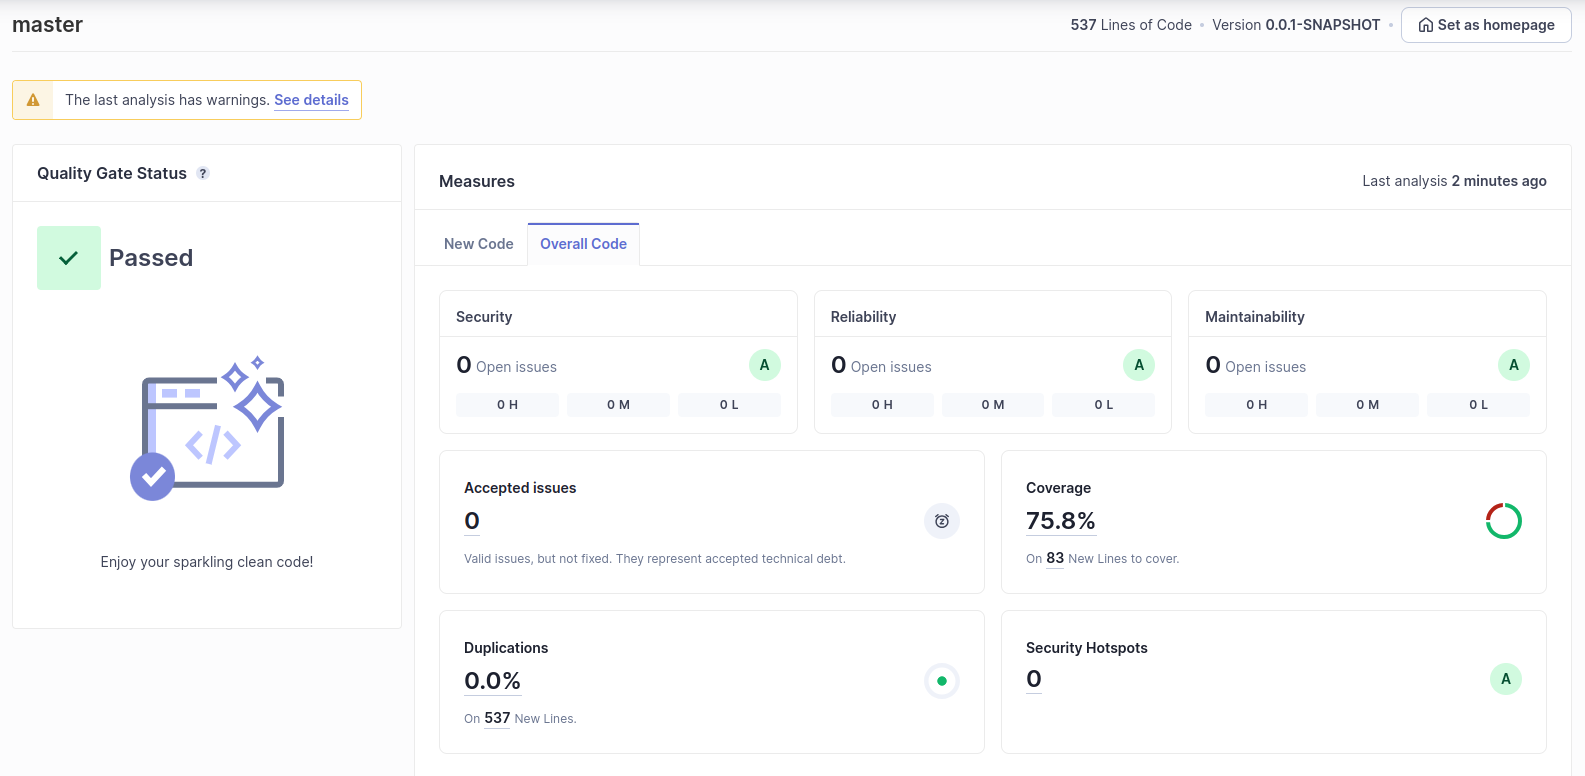 master
537 Lines of Code • Version 0.0.1-SNAPSHOT • Set as homepage
The last analysis has warnings. See details
Quality Gate Status ?
Passed
Enjoy your sparkling clean code!
Measures
Last analysis 2 minutes ago
New Code
Overall Code
Security
0 Open issues
A
0 H
0 M
0 L
Reliability
0 Open issues
A
0 H
0 M
0 L
Maintainability
0 Open issues
A
0 H
0 M
0 L
Accepted issues
0
Valid issues, but not fixed. They represent accepted technical debt.
Coverage
75.8%
On 83 New Lines to cover.
Duplications
0.0%
On 537 New Lines.
Security Hotspots
0
A